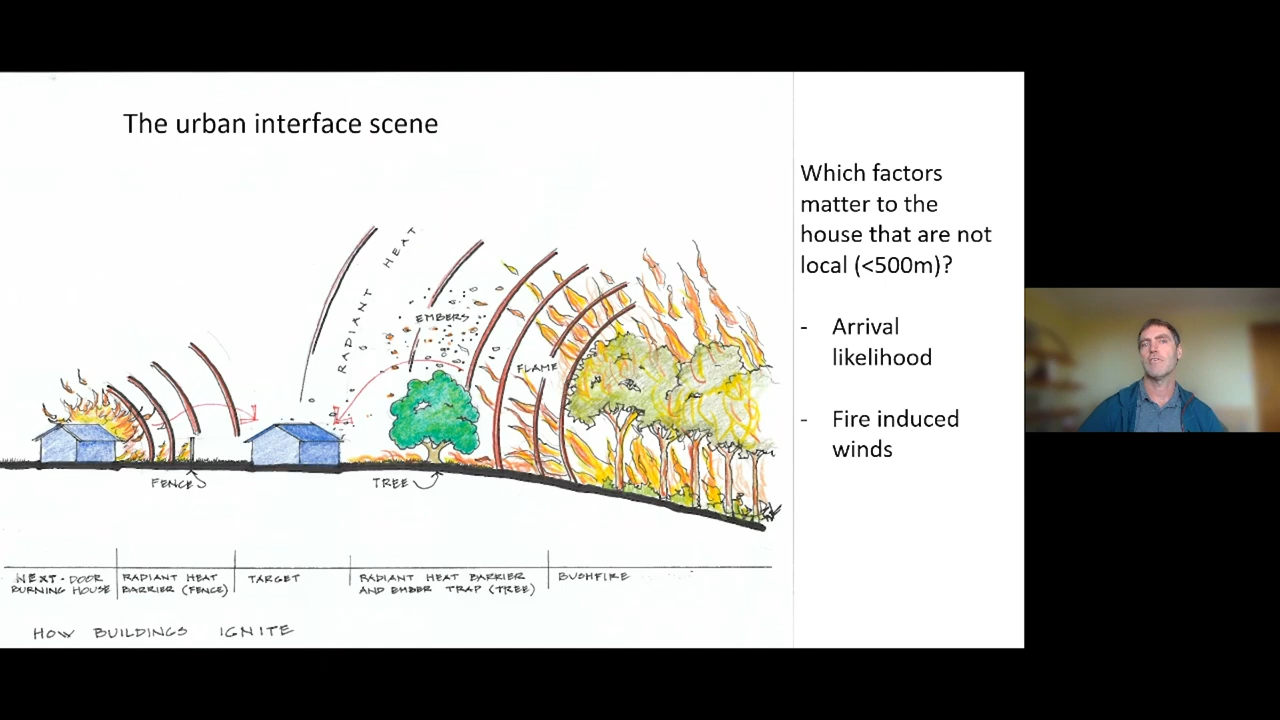 The urban interface scene
Which factors
matter to the
house that are not
local (<500m)?
- Arrival
likelihood
- Fire induced
winds
RADIANT HEAT
EMBERS
FLAME
FENCE
TREE
NEXT-DOOR
BURNING HOUSE
RADIANT HEAT
BARRIER (FENCE)
TARGET
RADIANT HEAT BARRIER
AND EMBER TRAP (TREE)
BUSHFIRE
HOW BUILDINGS IGNITE